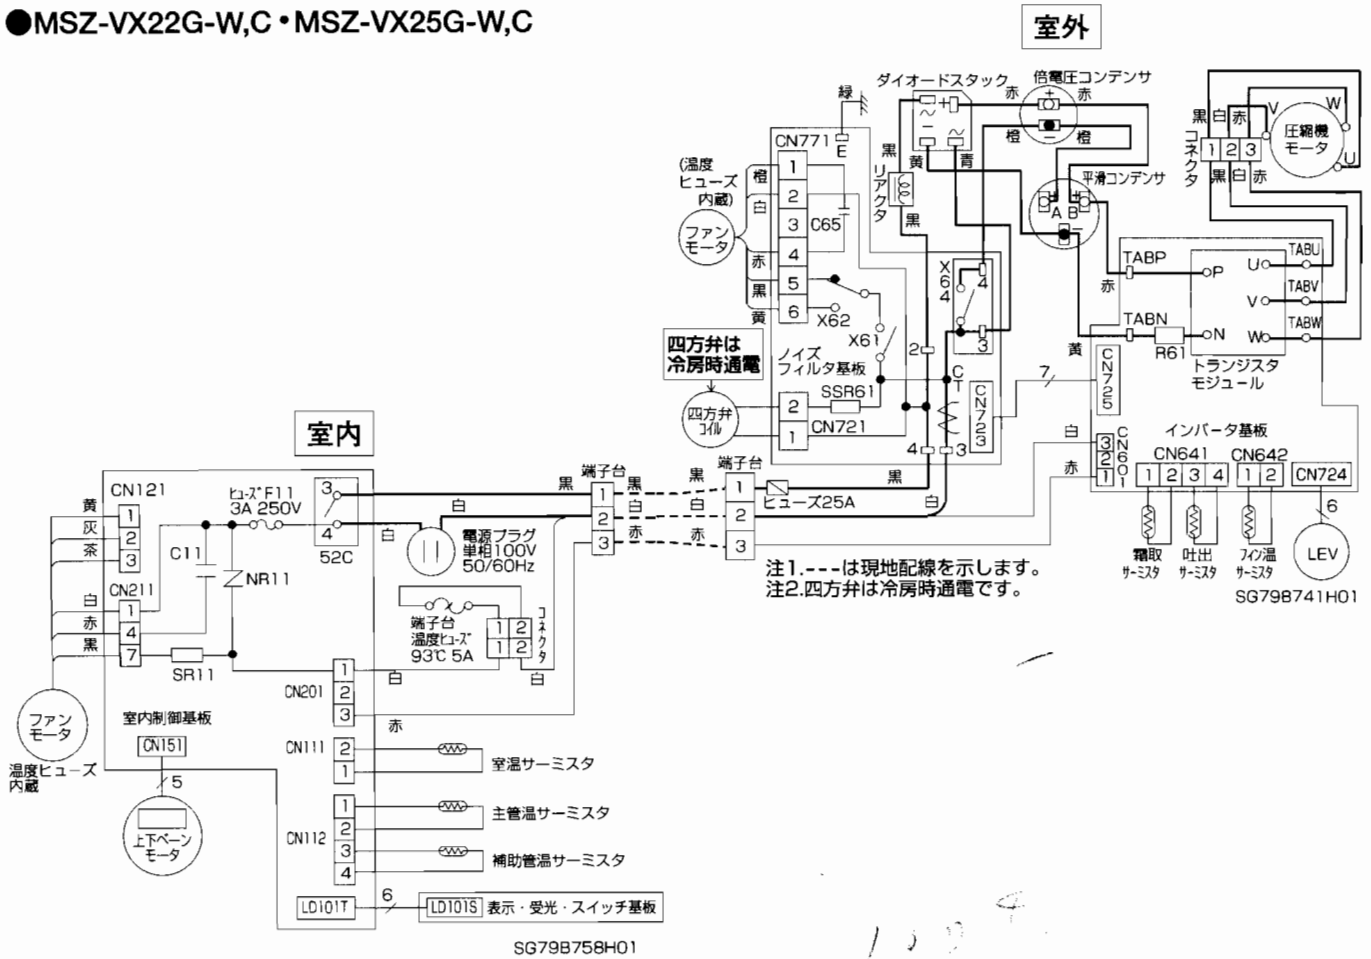 ●MSZ-VX22G-W,C・MSZ-VX25G-W,C
室外
ダイオードスタック
倍電圧コンデンサ
緑
赤
赤
橙
橙
CN771
E
(温度
ヒューズ
内蔵)
ファン
モータ
橙
白
赤
黒
黄
1
2
3
4
5
6
C65
X62
X61
黒
リアクタ
黒
黄
青
平滑コンデンサ
A B
コネクタ
黒 白 赤
1 2 3
黒 白 赤
V
W
U
圧縮機
モータ
X64
4
3
TABP
赤
TABN
黄
R61
P
N
U
V
W
TABU
TABV
TABW
トランジスタ
モジュール
四方弁は
冷房時通電
ノイズ
フィルタ基板
SSR61
四方弁
コイル
2
1
CN721
2
CT
CN723
4
3
7
CN725
白
赤
3
2
1
CN601
インバータ基板
CN641
CN642
CN724
1 2 3 4
1 2
6
霜取
サーミスタ
吐出
サーミスタ
フィン温
サーミスタ
LEV
SG79B741H01
室内
CN121
黄
灰
茶
1
2
3
ヒューズF11
3A 250V
3
4
52C
C11
NR11
CN211
白
赤
黒
1
4
7
SR11
ファン
モータ
温度ヒューズ
内蔵
室内制御基板
CN151
5
上下ベーン
モータ
白
白
電源プラグ
単相100V
50/60Hz
端子台
黒
1
2
3
黒
白
赤
黒
白
赤
端子台
1
2
3
ヒューズ25A
黒
白
注1.---は現地配線を示します。
注2.四方弁は冷房時通電です。
端子台
温度ヒューズ
93℃ 5A
1 2
1 2
コネクタ
CN201
1
2
3
白
白
赤
CN111
2
1
室温サーミスタ
CN112
1
2
3
4
主管温サーミスタ
補助管温サーミスタ
LD101T
6
LD101S
表示・受光・スイッチ基板
SG79B758H01